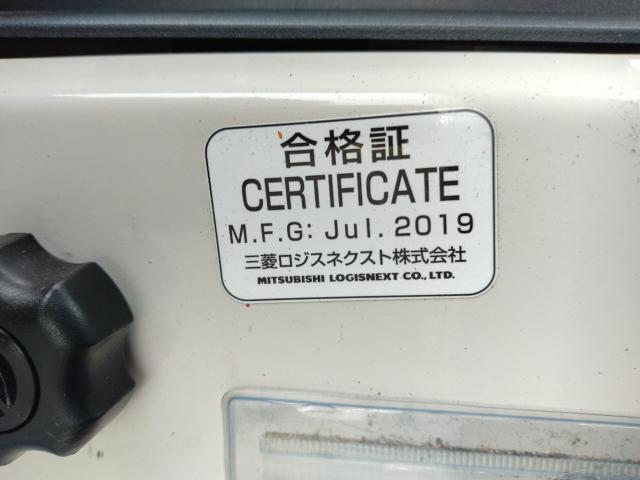 合格証
CERTIFICATE
M.F.G: Jul. 2019
三菱ロジスネクスト株式会社
MITSUBISHI LOGISNEXT CO., LTD.